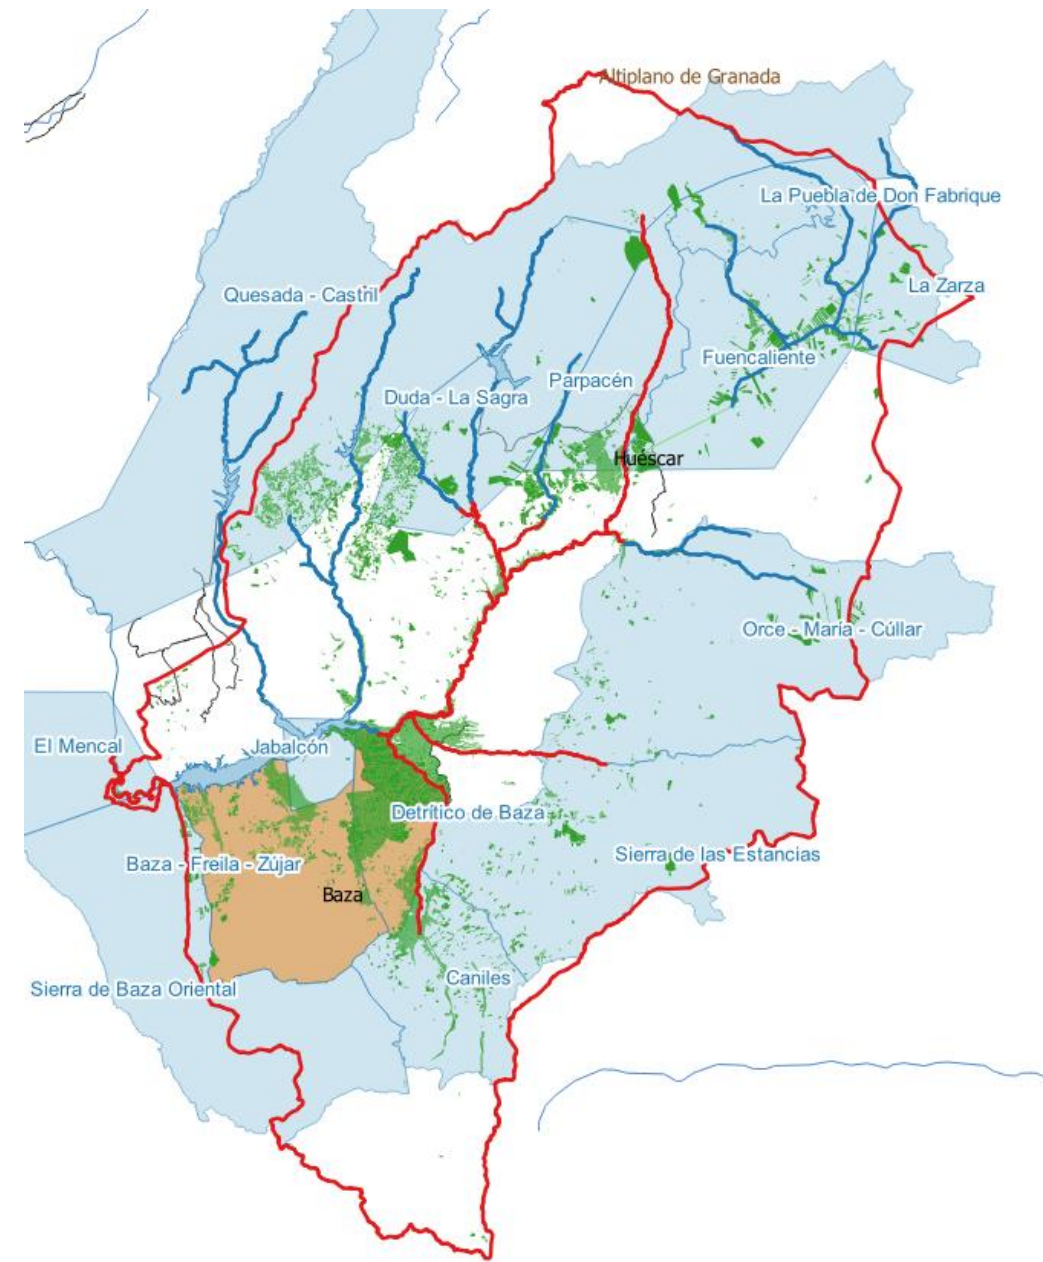 Altiplano de Granada
La Puebla de Don Fabrique
La Zarza
Quesada - Castril
Fuencaliente
Parpacén
Duda - La Sagra
Huéscar
Orce - María - Cúllar
El Mencal
Jabalcón
Detrítico de Baza
Sierra de las Estancias
Baza - Freila - Zújar
Baza
Caniles
Sierra de Baza Oriental